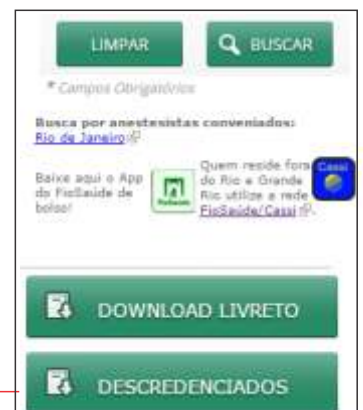 LIMPAR
BUSCAR
* Campos Obrigatórios
Busca por anestesistas conveniados:
Rio de Janeiro
Baixe aqui o App
do FioSaúde de
bolso!
FioSaúde
Quem reside fora
do Rio e Grande
Rio utilize a rede
FioSaúde/Cassi
Cassi
DOWNLOAD LIVRETO
DESCREDENCIADOS